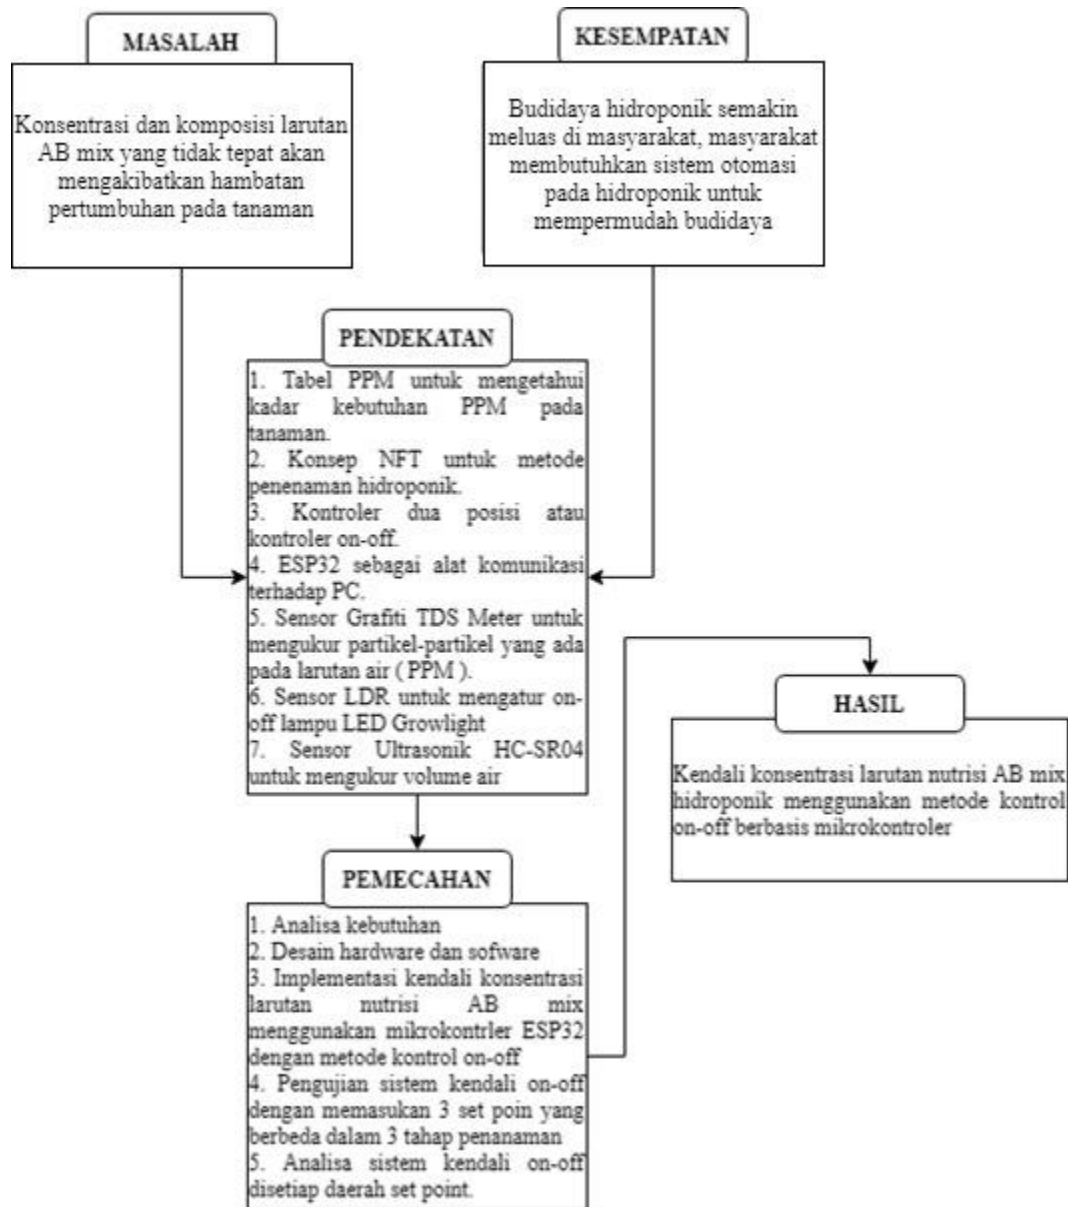 MASALAH
Konsentrasi dan komposisi larutan
AB mix yang tidak tepat akan
mengakibatkan hambatan
pertumbuhan pada tanaman
KESEMPATAN
Budidaya hidroponik semakin
meluas di masyarakat, masyarakat
membutuhkan sistem otomasi
pada hidroponik untuk
mempermudah budidaya
PENDEKATAN
1. Tabel PPM untuk mengetahui
kadar kebutuhan PPM pada
tanaman.
2. Konsep NFT untuk metode
penenaman hidroponik.
3. Kontroler dua posisi atau
kontroler on-off.
4. ESP32 sebagai alat komunikasi
terhadap PC.
5. Sensor Grafiti TDS Meter untuk
mengukur partikel-partikel yang ada
pada larutan air ( PPM ).
6. Sensor LDR untuk mengatur on-
off lampu LED Growlight
7. Sensor Ultrasonik HC-SR04
untuk mengukur volume air
PEMECAHAN
1. Analisa kebutuhan
2. Desain hardware dan sofware
3. Implementasi kendali konsentrasi
larutan nutrisi AB mix
menggunakan mikrokontrler ESP32
dengan metode kontrol on-off
4. Pengujian sistem kendali on-off
dengan memasukan 3 set poin yang
berbeda dalam 3 tahap penanaman
5. Analisa sistem kendali on-off
disetiap daerah set point.
HASIL
Kendali konsentrasi larutan nutrisi AB mix
hidroponik menggunakan metode kontrol
on-off berbasis mikrokontroler